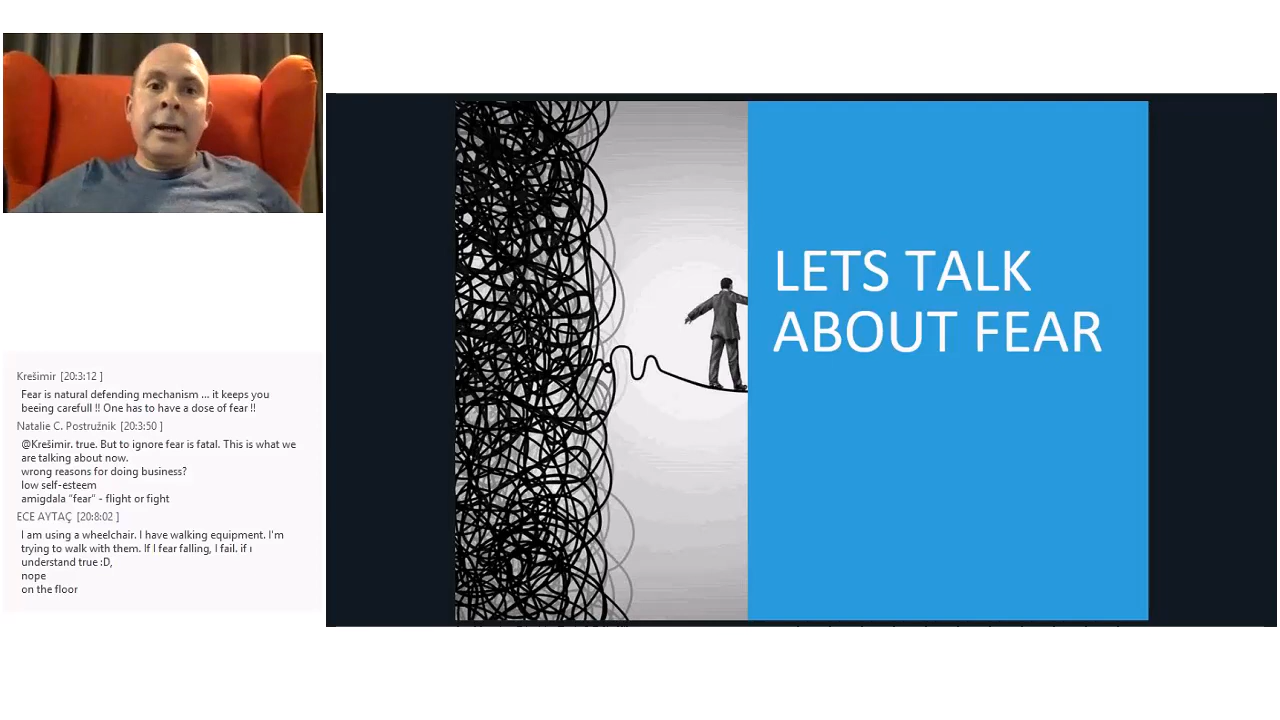 LETS TALK
ABOUT FEAR
Krešimir [20:3:12 ]
Fear is natural defending mechanism ... it keeps you
beeing carefull !! One has to have a dose of fear !!
Natalie C. Postružnik [20:3:50 ]
@Krešimir. true. But to ignore fear is fatal. This is what we
are talking about now.
wrong reasons for doing business?
low self-esteem
amigdala "fear" - flight or fight
ECE AYTAÇ [20:8:02 ]
I am using a wheelchair. I have walking equipment. I'm
trying to walk with them. If I fear falling, I fail. if ı
understand true :D,
nope
on the floor